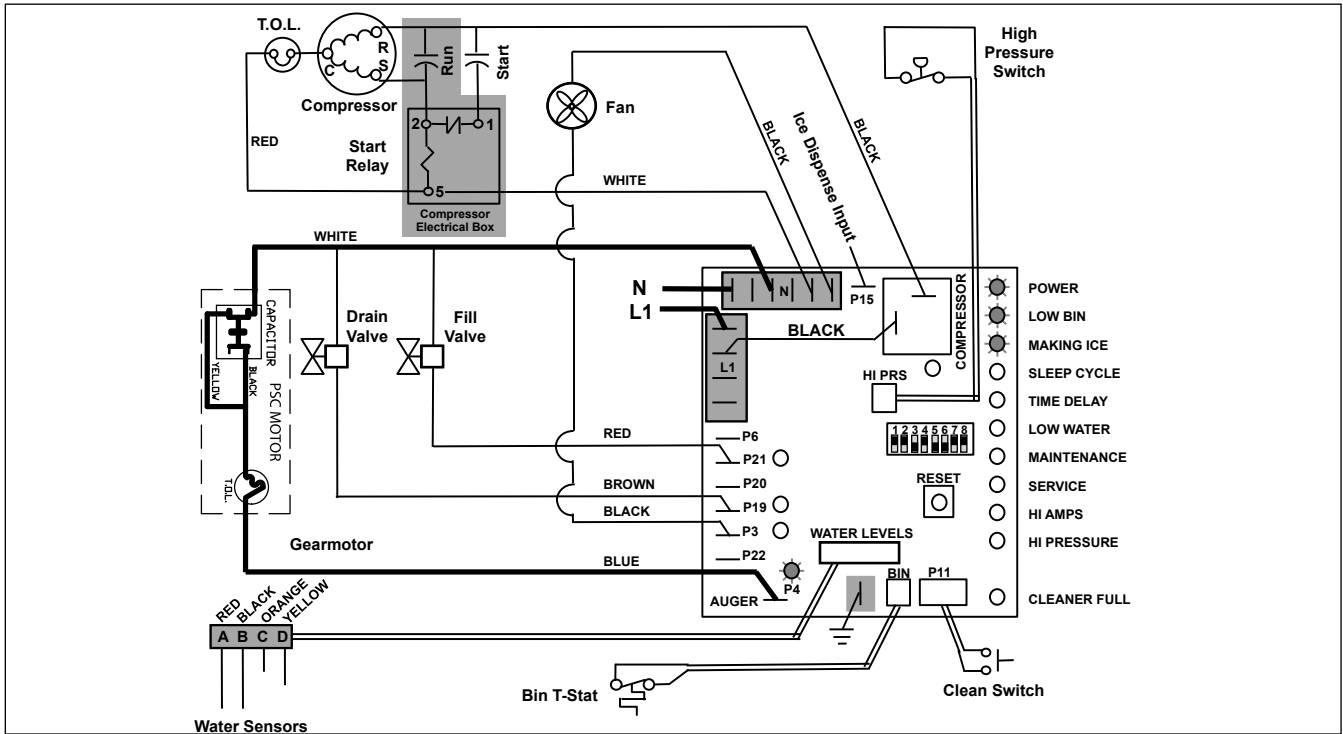 T.O.L.
R
S
C
Compressor
Run
Start
2
1
5
Start
Relay
Compressor
Electrical Box
RED
Fan
BLACK
Ice Dispense Input
BLACK
WHITE
High
Pressure
Switch
WHITE
CAPACITOR
YELLOW
BLACK
PSC MOTOR
T.O.L.
Gearmotor
Drain
Valve
Fill
Valve
RED
BROWN
BLACK
BLUE
N
L1
N
P15
L1
BLACK
COMPRESSOR
HI PRS
1 2 3 4 5 6 7 8
RESET
P6
P21
P20
P19
P3
P22
P4
AUGER
WATER LEVELS
BIN
P11
POWER
LOW BIN
MAKING ICE
SLEEP CYCLE
TIME DELAY
LOW WATER
MAINTENANCE
SERVICE
HI AMPS
HI PRESSURE
CLEANER FULL
RED
BLACK
ORANGE
YELLOW
A B C D
Water Sensors
Bin T-Stat
Clean Switch